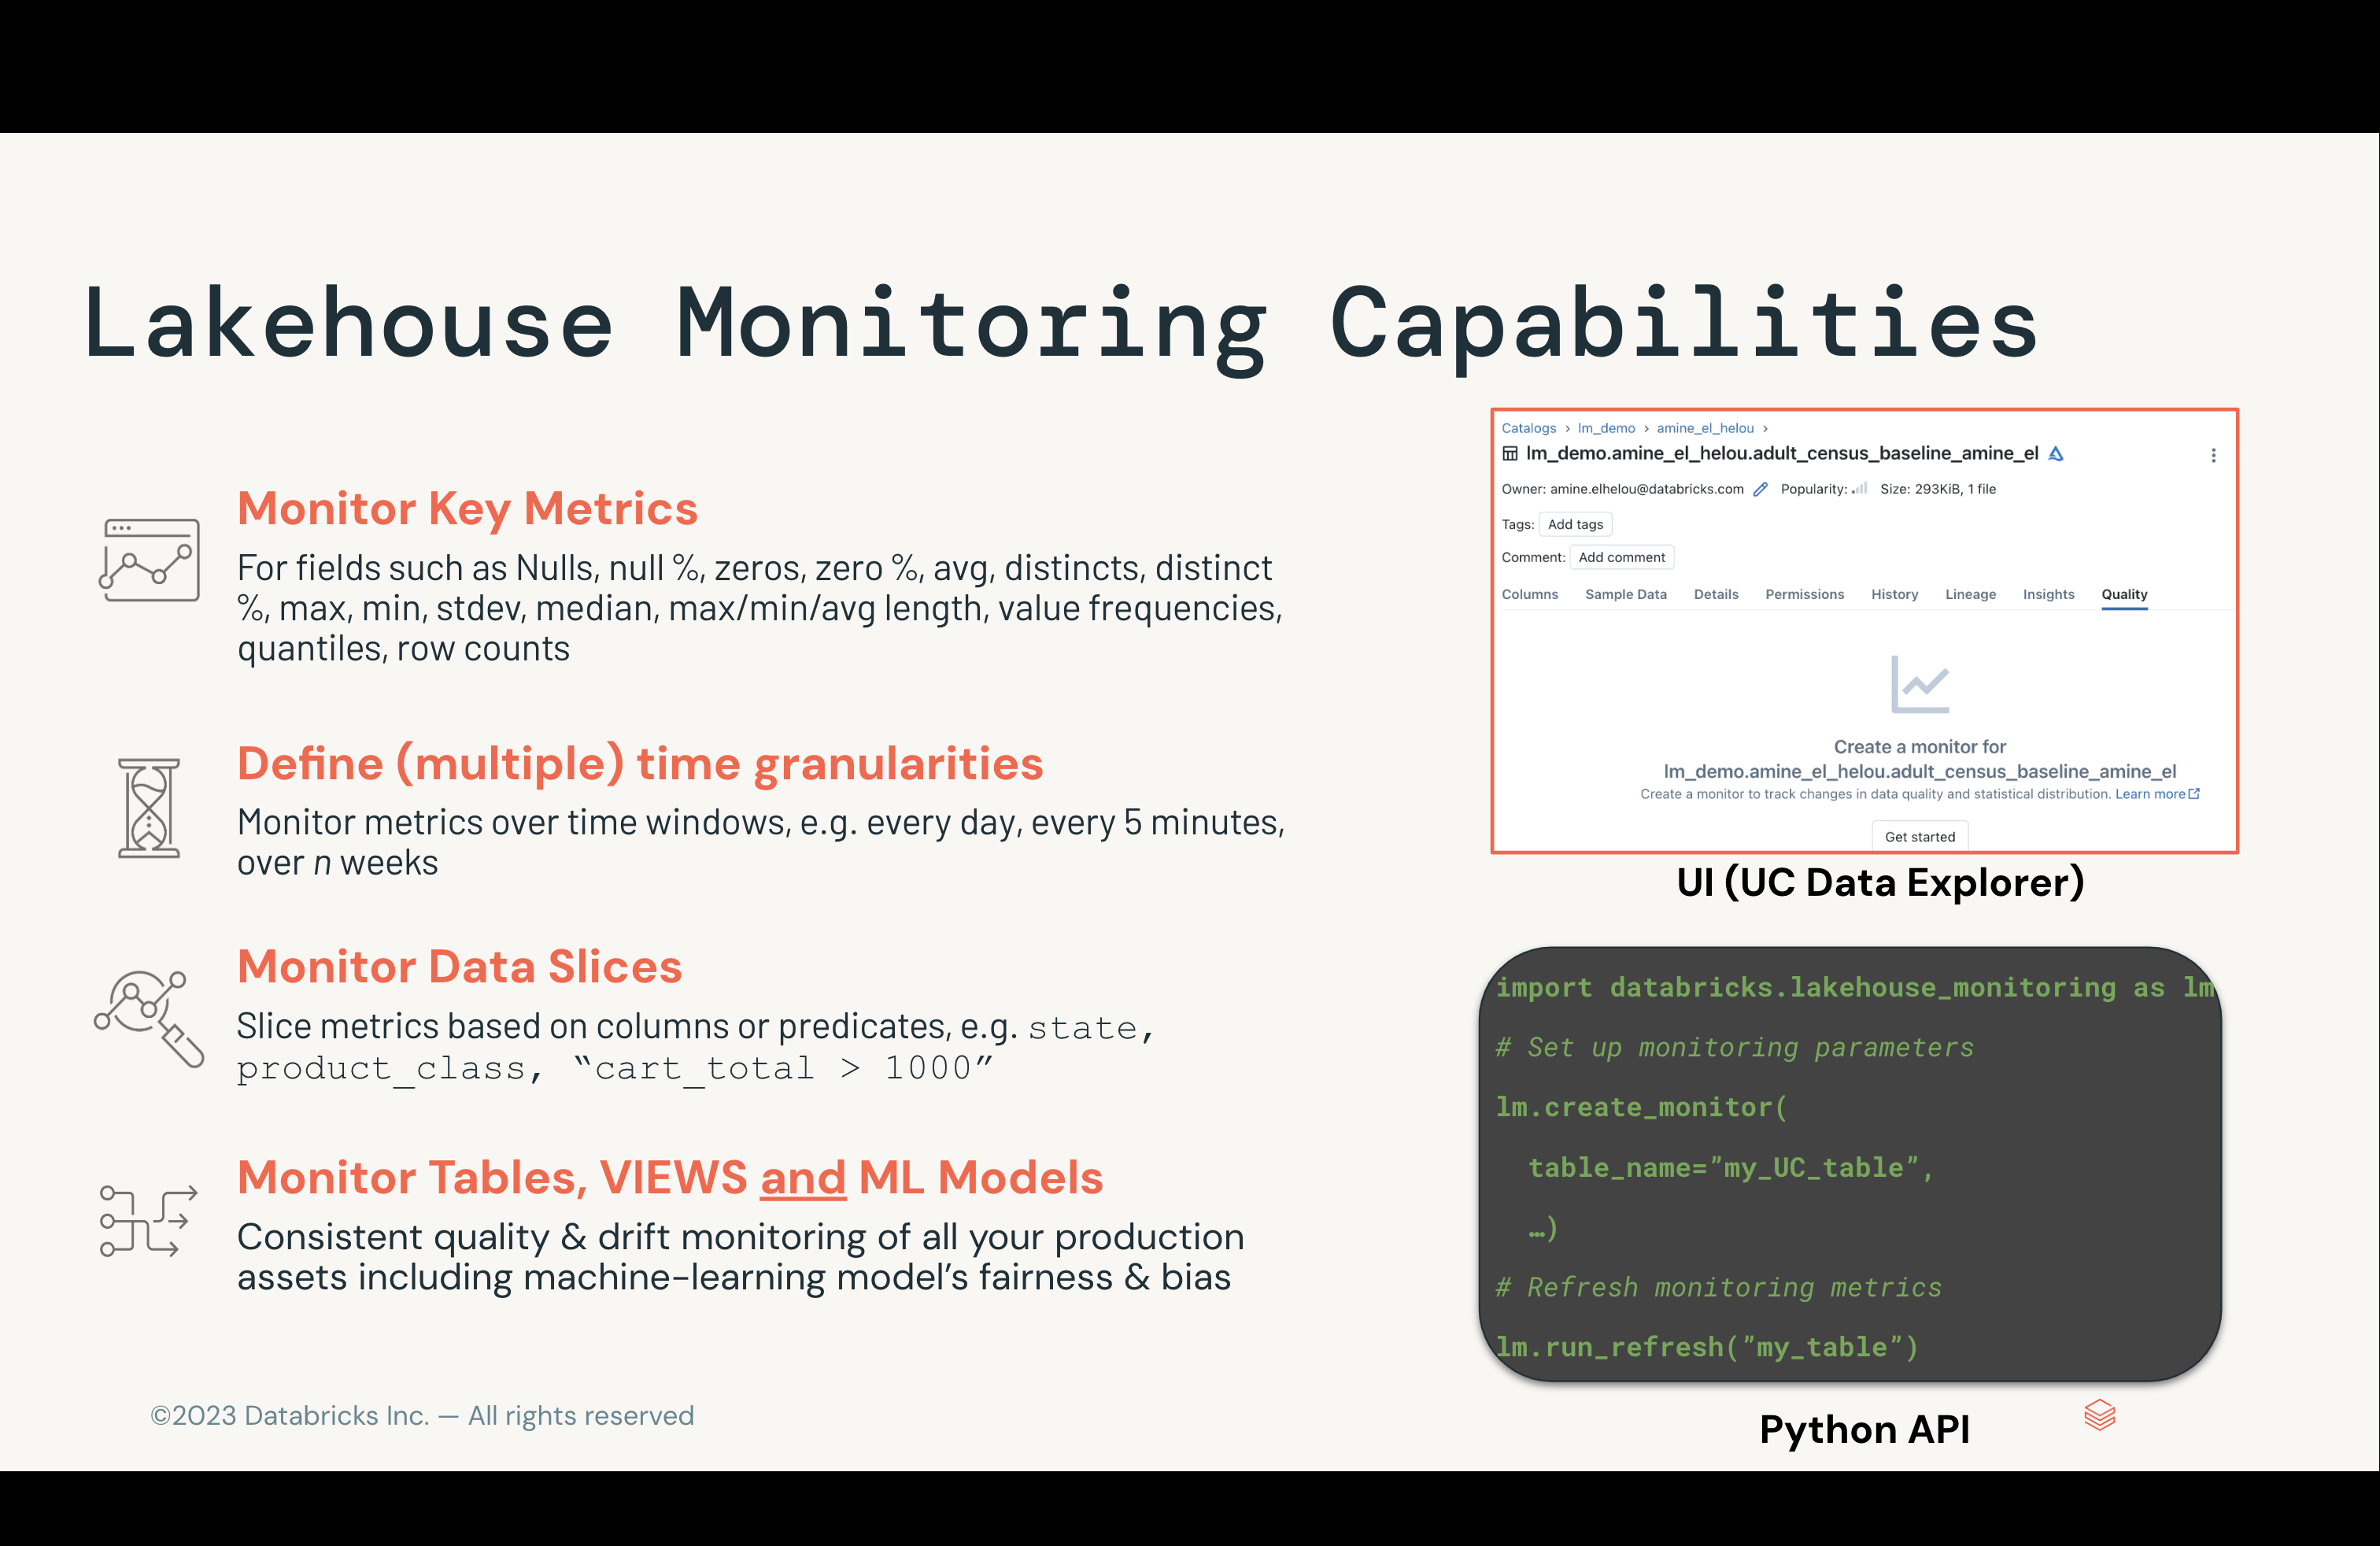 Lakehouse Monitoring Capabilities
Monitor Key Metrics
For fields such as Nulls, null %, zeros, zero %, avg, distincts, distinct
%, max, min, stdev, median, max/min/avg length, value frequencies,
quantiles, row counts
Define (multiple) time granularities
Monitor metrics over time windows, e.g. every day, every 5 minutes,
over n weeks
Monitor Data Slices
Slice metrics based on columns or predicates, e.g. state,
product_class, “cart_total > 1000”
Monitor Tables, VIEWS and ML Models
Consistent quality & drift monitoring of all your production
assets including machine-learning model’s fairness & bias
Catalogs > lm_demo > amine_el_helou >
lm_demo.amine_el_helou.adult_census_baseline_amine_el
Owner: amine.elhelou@databricks.com Popularity: Size: 293KiB, 1 file
Tags: Add tags
Comment: Add comment
Columns Sample Data Details Permissions History Lineage Insights Quality
Create a monitor for
lm_demo.amine_el_helou.adult_census_baseline_amine_el
Create a monitor to track changes in data quality and statistical distribution. Learn more
Get started
UI (UC Data Explorer)
import databricks.lakehouse_monitoring as lm
# Set up monitoring parameters
lm.create_monitor(
table_name=”my_UC_table”,
…)
# Refresh monitoring metrics
lm.run_refresh(”my_table”)
Python API
©2023 Databricks Inc. — All rights reserved